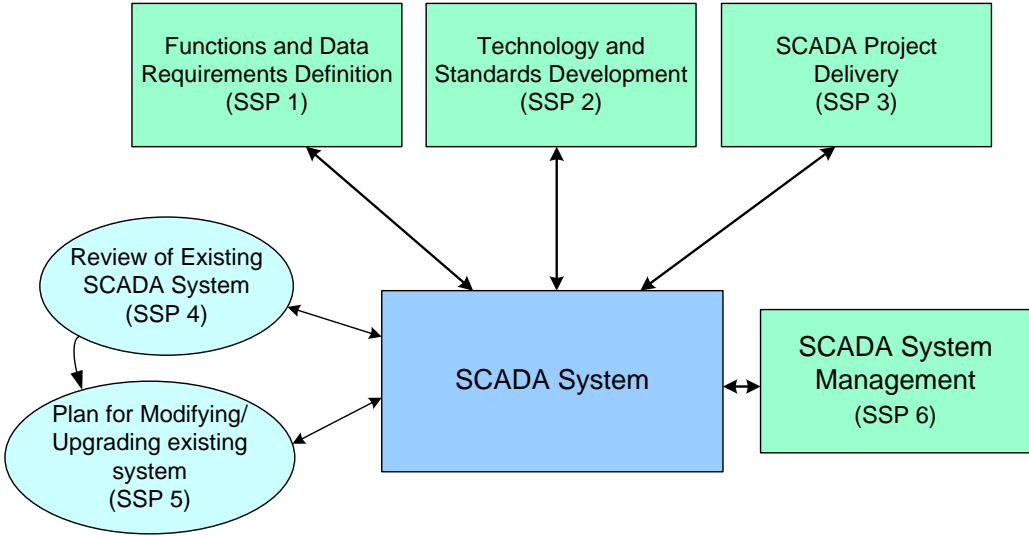 Functions and Data
Requirements Definition
(SSP 1)
Technology and
Standards Development
(SSP 2)
SCADA Project
Delivery
(SSP 3)
Review of Existing
SCADA System
(SSP 4)
SCADA System
SCADA System
Management
(SSP 6)
Plan for Modifying/
Upgrading existing
system
(SSP 5)